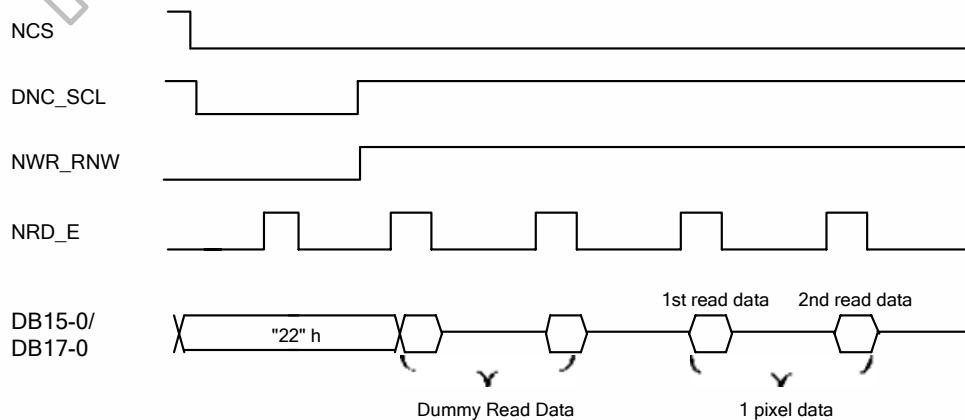 NCS
DNC_SCL
NWR_RNW
NRD_E
1st read data 2nd read data
DB15-0/
DB17-0
"22" h
Dummy Read Data 1 pixel data